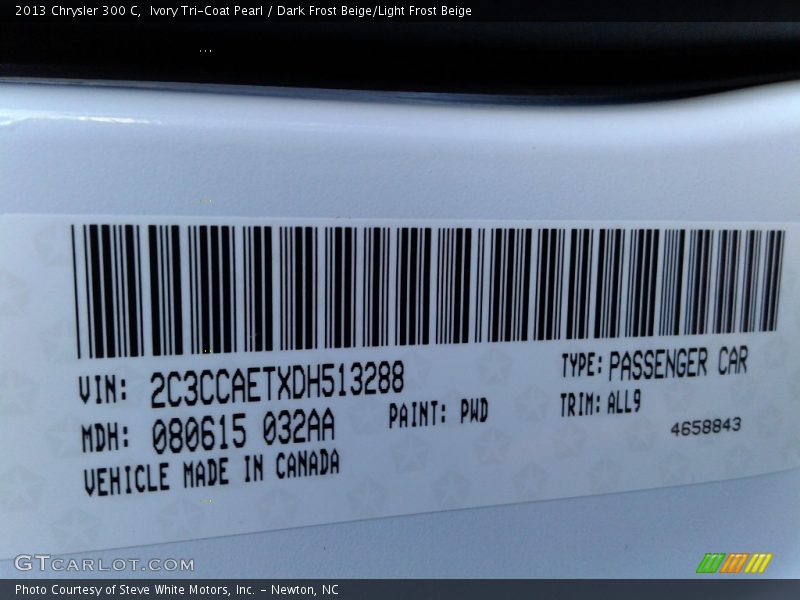 2013 Chrysler 300 C, Ivory Tri-Coat Pearl / Dark Frost Beige/Light Frost Beige
VIN: 2C3CCAETXDH513288
TYPE: PASSENGER CAR
MDH: 080615 032AA
PAINT: PWD
TRIM: ALL9
4658843
VEHICLE MADE IN CANADA
GTCARLOT.COM
Photo Courtesy of Steve White Motors, Inc. - Newton, NC